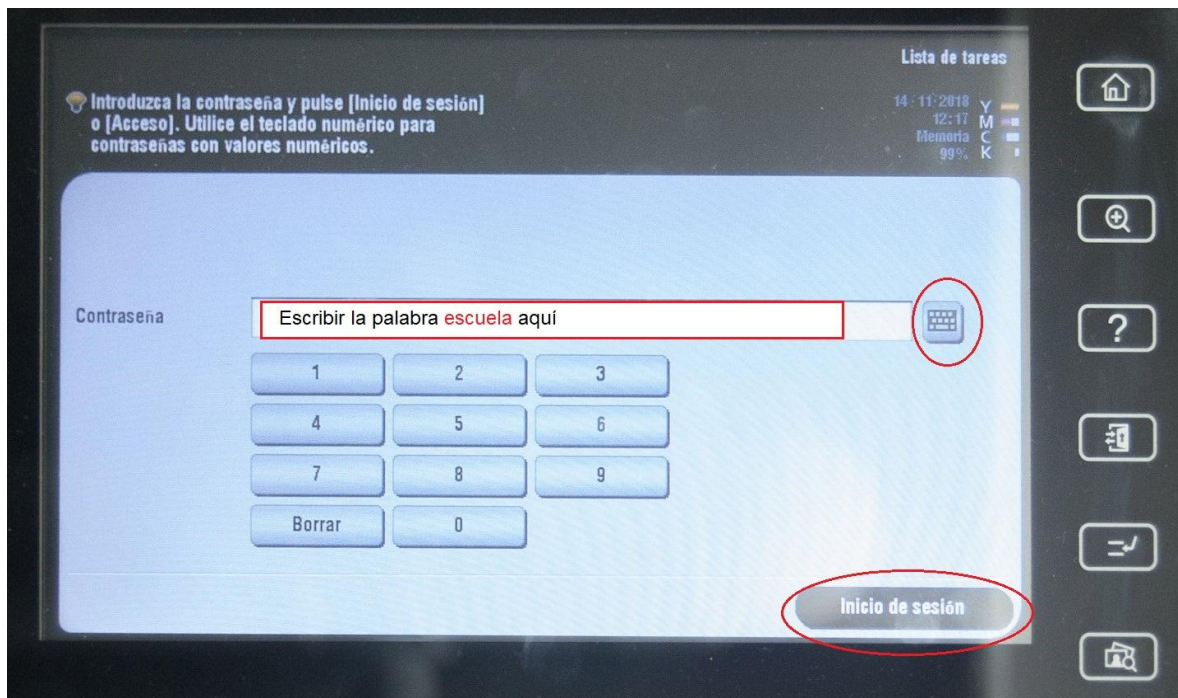 Lista de tareas
Introduzca la contraseña y pulse [Inicio de sesión]
o [Acceso]. Utilice el teclado numérico para
contraseñas con valores numéricos.
14/11/2018 Y
12:17 M
Memoria C
99% K
Contraseña
Escribir la palabra escuela aquí
1 2 3
4 5 6
7 8 9
Borrar 0
Inicio de sesión
?